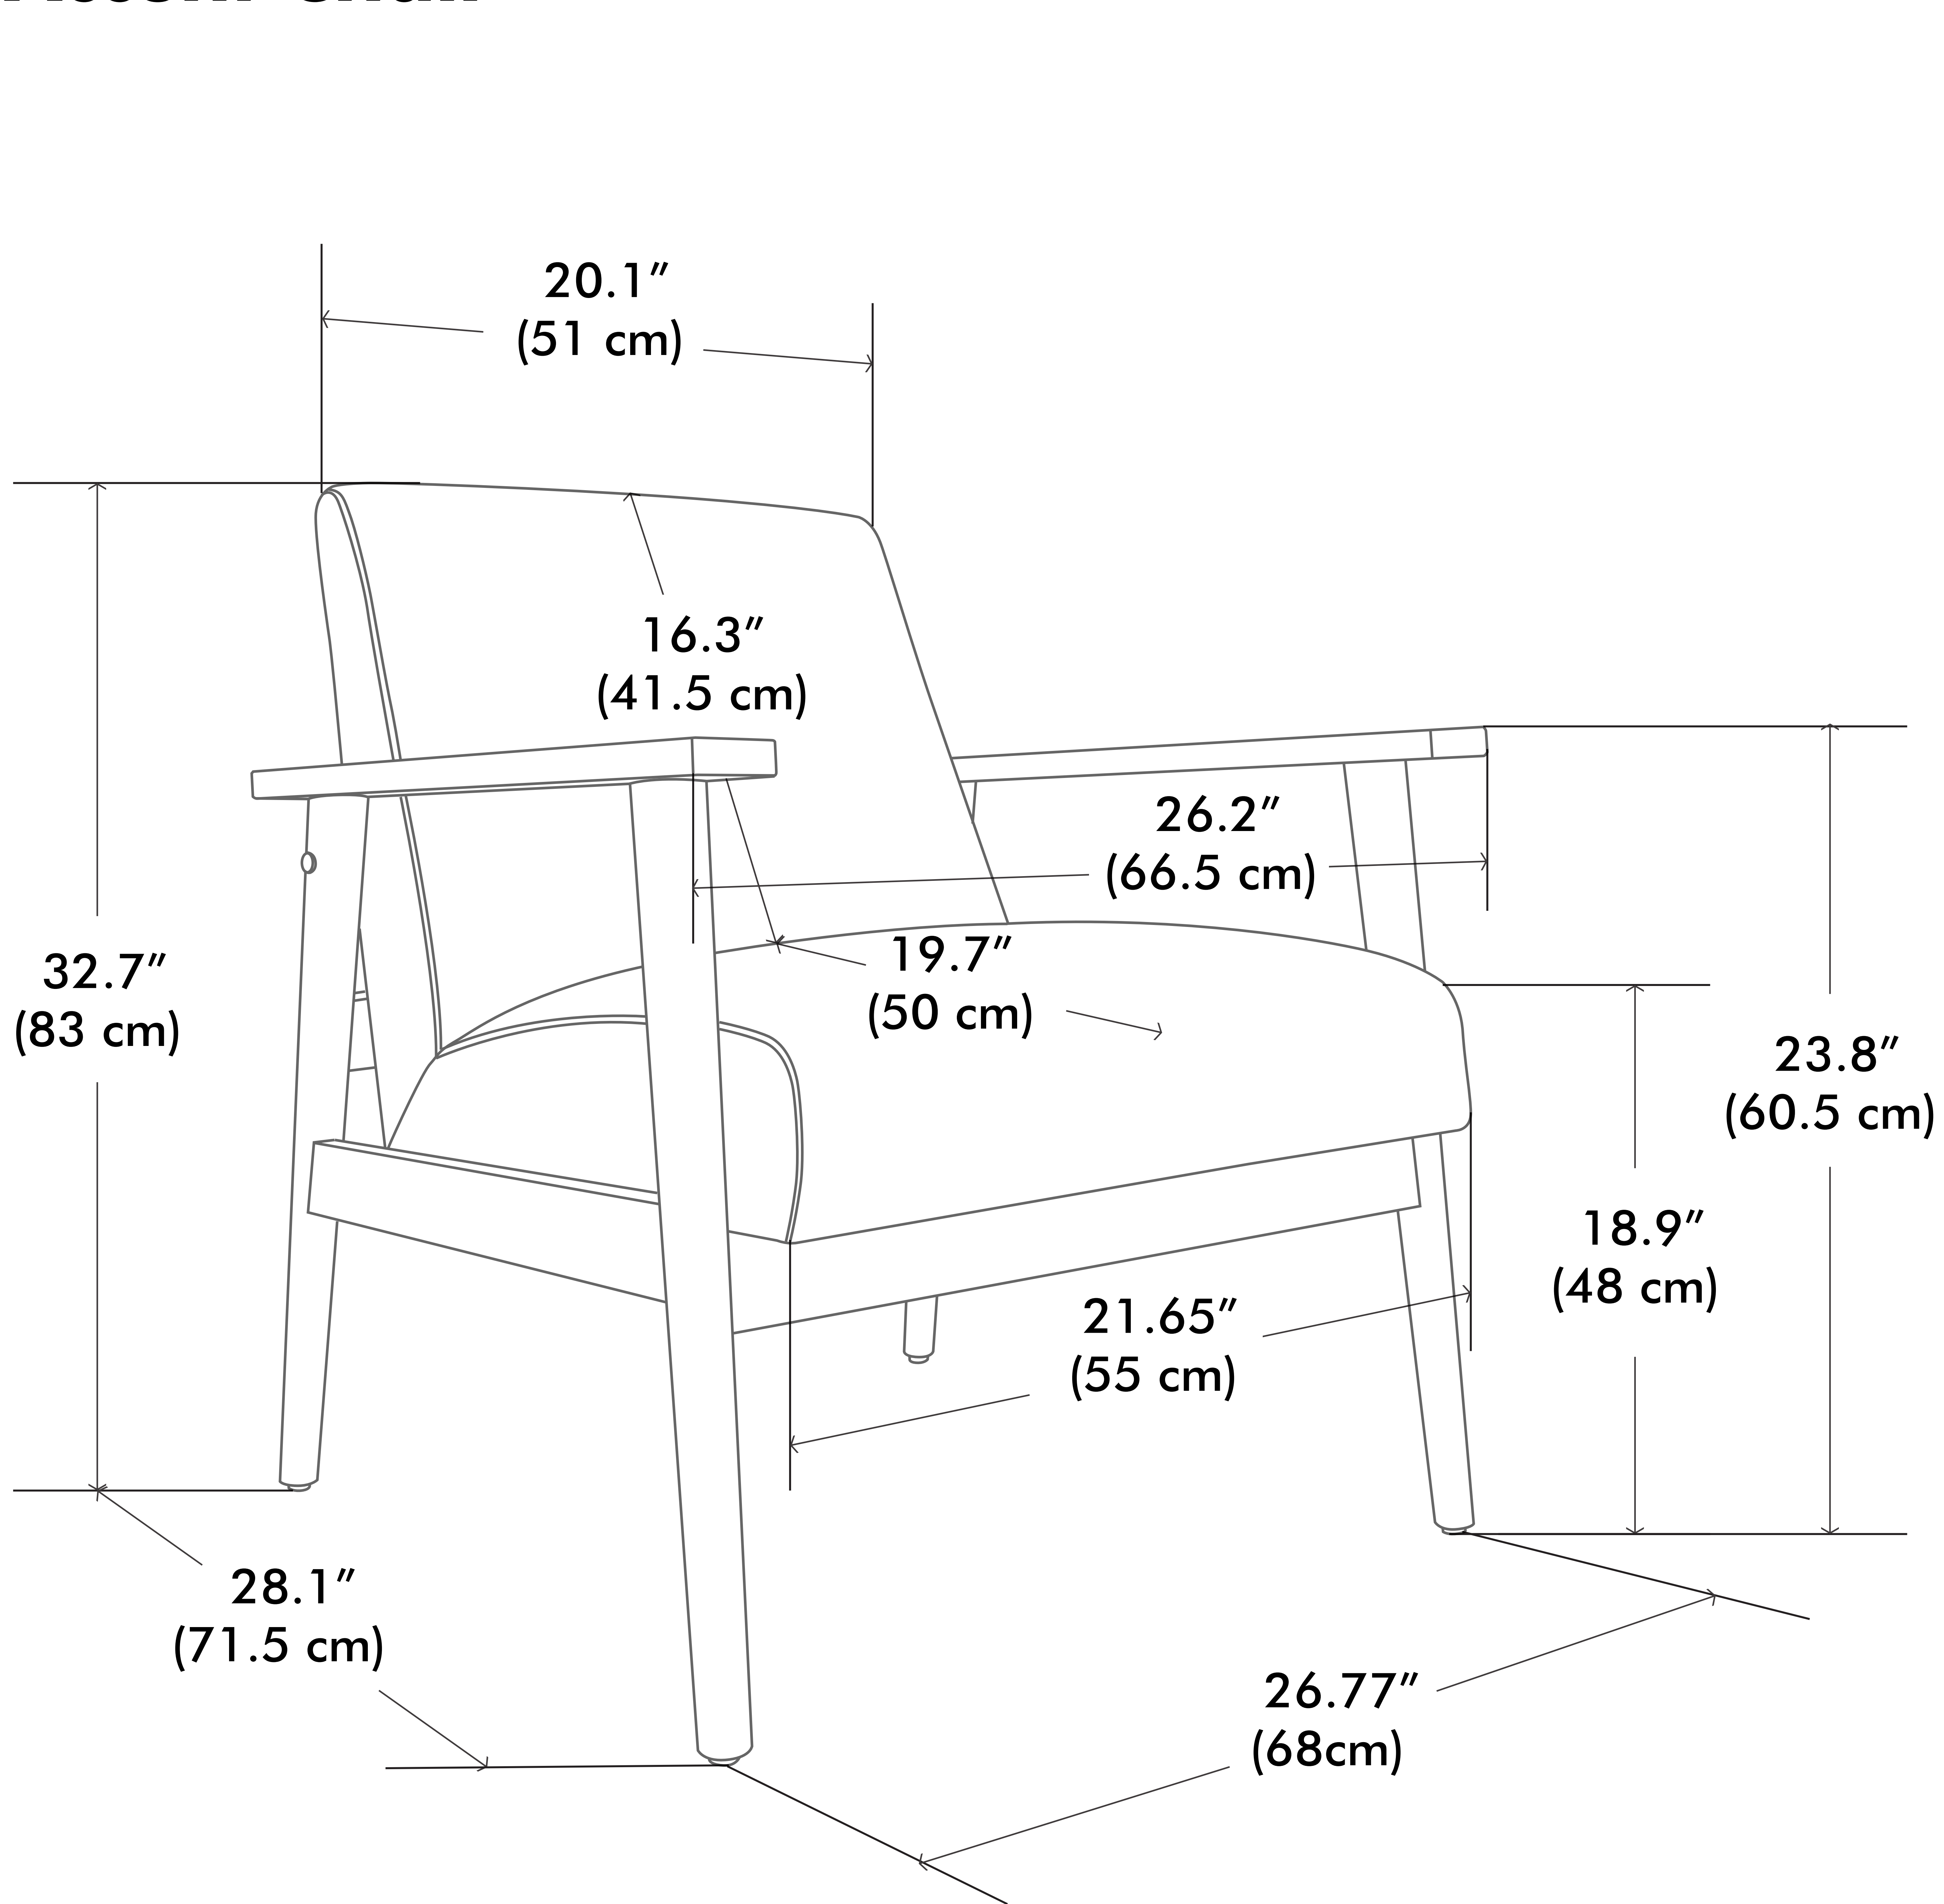 20.1”
(51 cm)
16.3”
(41.5 cm)
26.2”
(66.5 cm)
19.7”
(50 cm)
32.7”
(83 cm)
23.8”
(60.5 cm)
18.9”
(48 cm)
21.65”
(55 cm)
28.1”
(71.5 cm)
26.77”
(68cm)